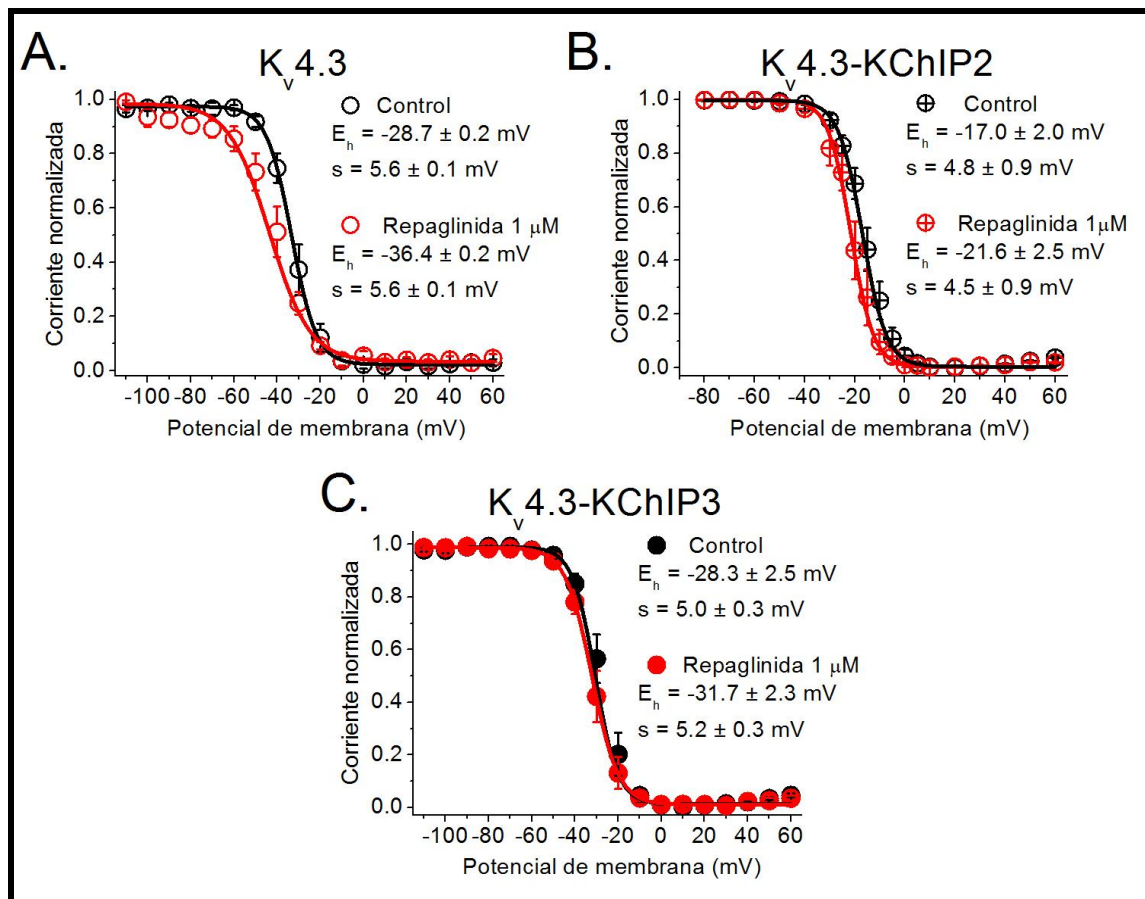 A.
Kv4.3
Corriente normalizada
1.0
0.8
0.6
0.4
0.2
0.0
Control
Eh = -28.7 ± 0.2 mV
s = 5.6 ± 0.1 mV
Repaglinida 1 μM
Eh = -36.4 ± 0.2 mV
s = 5.6 ± 0.1 mV
-100 -80 -60 -40 -20 0 20 40 60
Potencial de membrana (mV)
B.
Kv4.3-KChIP2
Corriente normalizada
1.0
0.8
0.6
0.4
0.2
0.0
Control
Eh = -17.0 ± 2.0 mV
s = 4.8 ± 0.9 mV
Repaglinida 1μM
Eh = -21.6 ± 2.5 mV
s = 4.5 ± 0.9 mV
-80 -60 -40 -20 0 20 40 60
Potencial de membrana (mV)
C.
Kv4.3-KChIP3
Corriente normalizada
1.0
0.8
0.6
0.4
0.2
0.0
Control
Eh = -28.3 ± 2.5 mV
s = 5.0 ± 0.3 mV
Repaglinida 1 μM
Eh = -31.7 ± 2.3 mV
s = 5.2 ± 0.3 mV
-100 -80 -60 -40 -20 0 20 40 60
Potencial de membrana (mV)